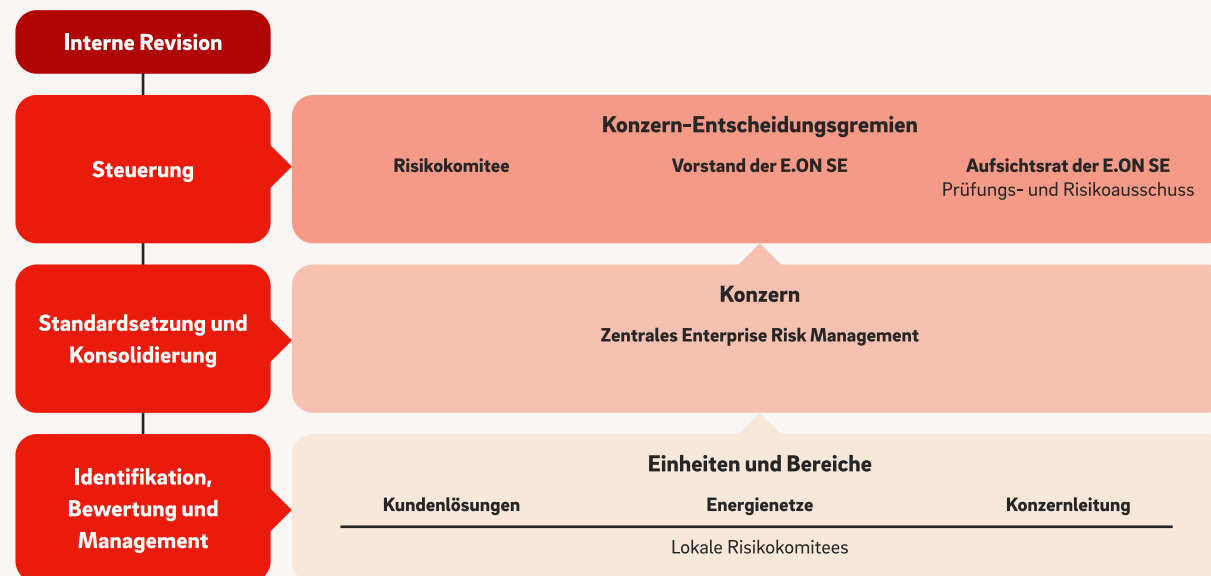 Interne Revision
Steuerung
Konzern-Entscheidungsgremien
Risikokomitee
Vorstand der E.ON SE
Aufsichtsrat der E.ON SE
Prüfungs- und Risikoausschuss
Standardsetzung und
Konsolidierung
Konzern
Zentrales Enterprise Risk Management
Identifikation,
Bewertung und
Management
Einheiten und Bereiche
Kundenlösungen
Energienetze
Konzernleitung
Lokale Risikokomitees